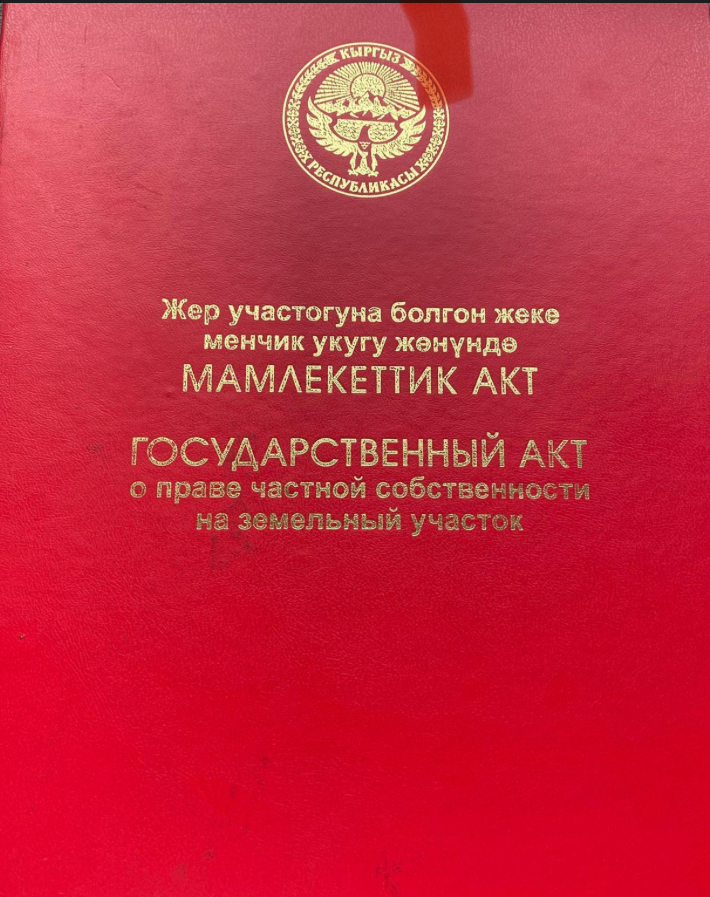 КЫРГЫЗ
РЕСПУБЛИКАСЫ
Жер участогуна болгон жеке
менчик укугу жөнүндө
МАМЛЕКЕТТИК АКТ
ГОСУДАРСТВЕННЫЙ АКТ
о праве частной собственности
на земельный участок